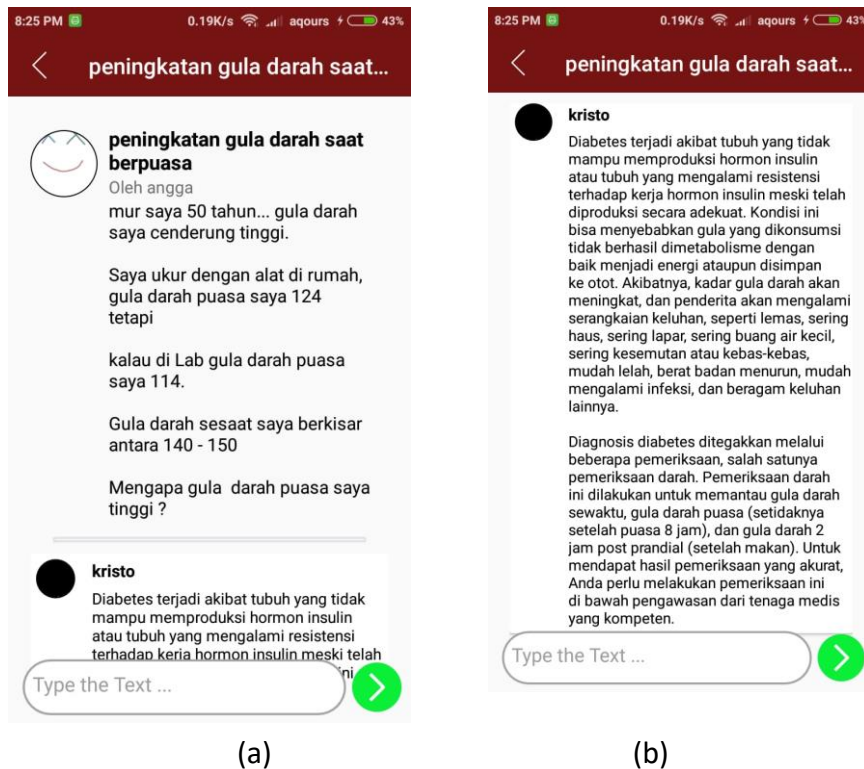 8:25 PM 0.19K/s aqours 43%
peningkatan gula darah saat...
peningkatan gula darah saat
berpuasa
Oleh angga
mur saya 50 tahun... gula darah
saya cenderung tinggi.
Saya ukur dengan alat di rumah,
gula darah puasa saya 124
tetapi
kalau di Lab gula darah puasa
saya 114.
Gula darah sesaat saya berkisar
antara 140 - 150
Mengapa gula darah puasa saya
tinggi ?
kristo
Diabetes terjadi akibat tubuh yang tidak
mampu memproduksi hormon insulin
atau tubuh yang mengalami resistensi
terhadap kerja hormon insulin meski telah
ini
Type the Text ...
(a)
8:25 PM 0.19K/s aqours 43%
peningkatan gula darah saat...
kristo
Diabetes terjadi akibat tubuh yang tidak
mampu memproduksi hormon insulin
atau tubuh yang mengalami resistensi
terhadap kerja hormon insulin meski telah
diproduksi secara adekuat. Kondisi ini
bisa menyebabkan gula yang dikonsumsi
tidak berhasil dimetabolisme dengan
baik menjadi energi ataupun disimpan
ke otot. Akibatnya, kadar gula darah akan
meningkat, dan penderita akan mengalami
serangkaian keluhan, seperti lemas, sering
haus, sering lapar, sering buang air kecil,
sering kesemutan atau kebas-kebas,
mudah lelah, berat badan menurun, mudah
mengalami infeksi, dan beragam keluhan
lainnya.
Diagnosis diabetes ditegakkan melalui
beberapa pemeriksaan, salah satunya
pemeriksaan darah. Pemeriksaan darah
ini dilakukan untuk memantau gula darah
sewaktu, gula darah puasa (setidaknya
setelah puasa 8 jam), dan gula darah 2
jam post prandial (setelah makan). Untuk
mendapat hasil pemeriksaan yang akurat,
Anda perlu melakukan pemeriksaan ini
di bawah pengawasan dari tenaga medis
yang kompeten.
Type the Text ...
(b)